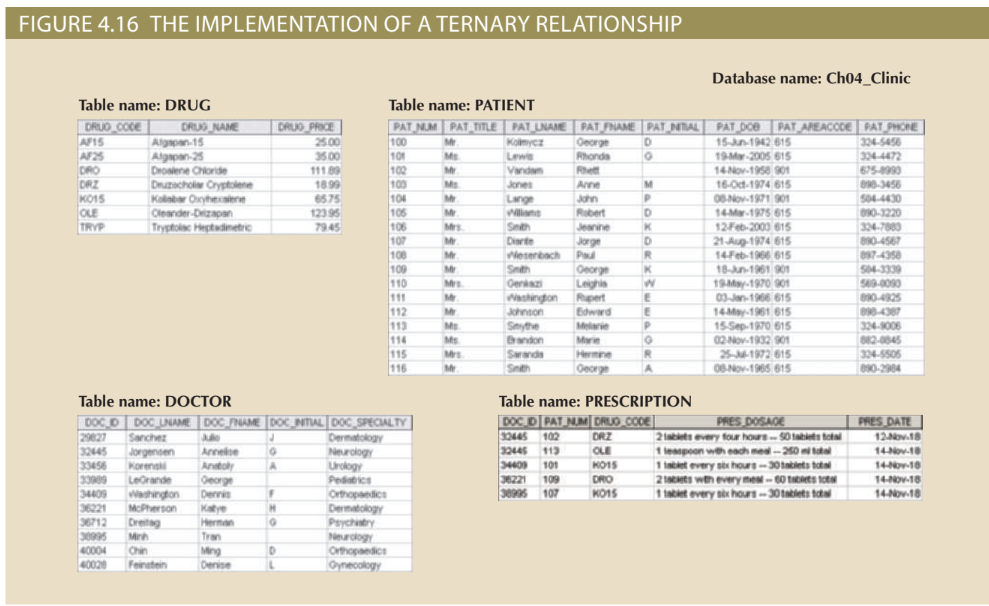 FIGURE 4.16 THE IMPLEMENTATION OF A TERNARY RELATIONSHIP
Database name: Ch04_Clinic
Table name: DRUG
DRUG_CODE DRUG_NAME DRUG_PRICE
AF15 Afgapan-15 25.00
AF25 Afgapan-25 35.00
DRO Droalene Chloride 111.89
DRZ Druzocholar Cryptolene 18.99
KO15 Koliabar Oxyhexalene 65.75
OLE Oleander-Drizapan 123.95
TRYP Tryptolac Heptadimetric 79.45
Table name: PATIENT
PAT_NUM PAT_TITLE PAT_LNAME PAT_FNAME PAT_INITIAL PAT_DOB PAT_AREACODE PAT_PHONE
100 Mr. Kolmycz George D 15-Jun-1942 615 324-5456
101 Ms. Lewis Rhonda G 19-Mar-2005 615 324-4472
102 Mr. Vandam Rhett 14-Nov-1958 901 675-8993
103 Ms. Jones Anne M 16-Oct-1974 615 898-3456
104 Mr. Lange John P 08-Nov-1971 901 504-4430
105 Mr. Williams Robert D 14-Mar-1975 615 890-3220
106 Mrs. Smith Jeanine K 12-Feb-2003 615 324-7883
107 Mr. Diante Jorge D 21-Aug-1974 615 890-4567
108 Mr. Wiesenbach Paul R 14-Feb-1966 615 897-4358
109 Mr. Smith George K 18-Jun-1961 901 504-3339
110 Mrs. Genkazi Leighla W 19-May-1970 901 569-0093
111 Mr. Washington Rupert E 03-Jan-1966 615 890-4925
112 Mr. Johnson Edward E 14-May-1961 615 898-4387
113 Ms. Smythe Melanie P 15-Sep-1970 615 324-9006
114 Ms. Brandon Marie G 02-Nov-1932 901 882-0845
115 Mrs. Saranda Hermine R 25-Jul-1972 615 324-5505
116 Mr. Smith George A 08-Nov-1965 615 890-2984
Table name: DOCTOR
DOC_ID DOC_LNAME DOC_FNAME DOC_INITIAL DOC_SPECIALTY
29827 Sanchez Julio J Dermatology
32445 Jorgensen Annelise G Neurology
33456 Korenski Anatoly A Urology
33989 LeGrande George Pediatrics
34409 Washington Dennis F Orthopaedics
36221 McPherson Katye H Dermatology
36712 Dreifag Herman G Psychiatry
38995 Minh Tran Neurology
40004 Chin Ming D Orthopaedics
40028 Feinstein Denise L Gynecology
Table name: PRESCRIPTION
DOC_ID PAT_NUM DRUG_CODE PRES_DOSAGE PRES_DATE
32445 102 DRZ 2 tablets every four hours -- 50 tablets total 12-Nov-18
32445 113 OLE 1 teaspoon with each meal -- 250 ml total 14-Nov-18
34409 101 KO15 1 tablet every six hours -- 30 tablets total 14-Nov-18
36221 109 DRO 2 tablets with every meal -- 60 tablets total 14-Nov-18
38995 107 KO15 1 tablet every six hours -- 30 tablets total 14-Nov-18